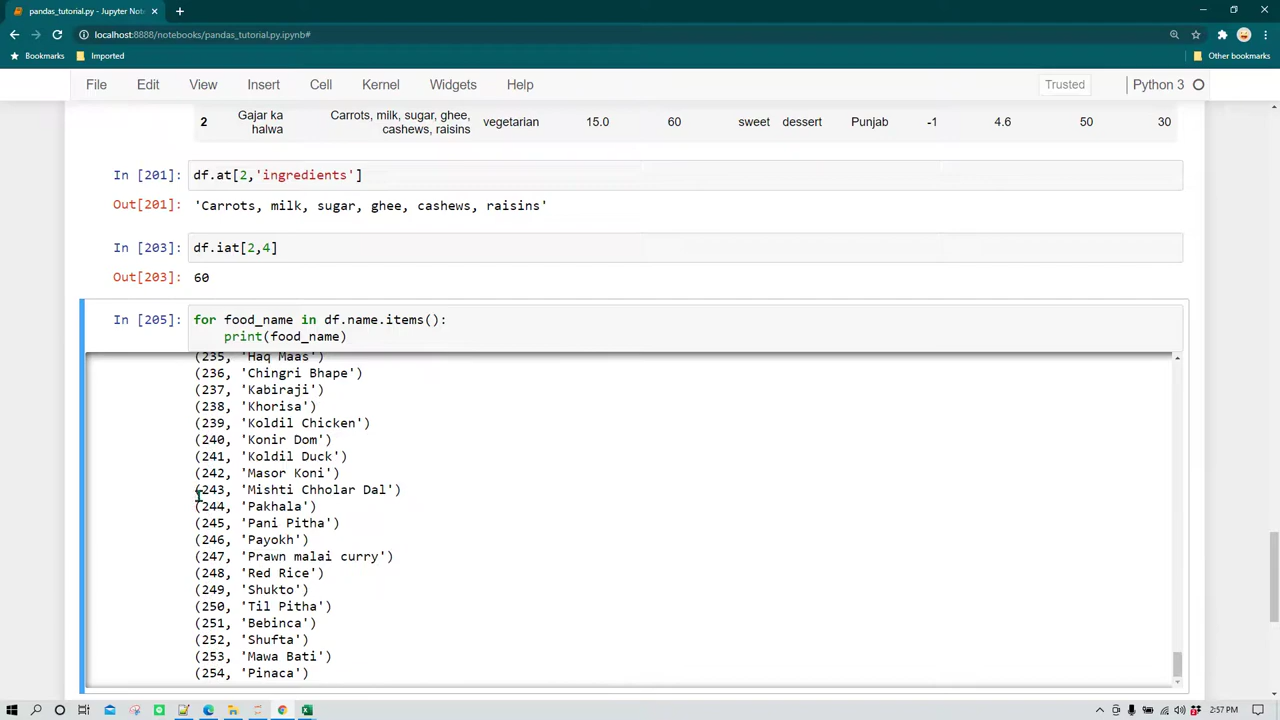 pandas_tutorial.py - Jupyter Note
localhost:8888/notebooks/pandas_tutorial.py.ipynb#
Bookmarks Imported Other bookmarks
File Edit View Insert Cell Kernel Widgets Help Trusted Python 3
2 Gajar ka halwa Carrots, milk, sugar, ghee, cashews, raisins vegetarian 15.0 60 sweet dessert Punjab -1 4.6 50 30
In [201]: df.at[2,'ingredients']
Out[201]: 'Carrots, milk, sugar, ghee, cashews, raisins'
In [203]: df.iat[2,4]
Out[203]: 60
In [205]: for food_name in df.name.items():
print(food_name)
(235, 'Haq Maas')
(236, 'Chingri Bhape')
(237, 'Kabiraji')
(238, 'Khorisa')
(239, 'Koldil Chicken')
(240, 'Konir Dom')
(241, 'Koldil Duck')
(242, 'Masor Koni')
(243, 'Mishti Chholar Dal')
(244, 'Pakhala')
(245, 'Pani Pitha')
(246, 'Payokh')
(247, 'Prawn malai curry')
(248, 'Red Rice')
(249, 'Shukto')
(250, 'Til Pitha')
(251, 'Bebinca')
(252, 'Shufta')
(253, 'Mawa Bati')
(254, 'Pinaca')
2:57 PM